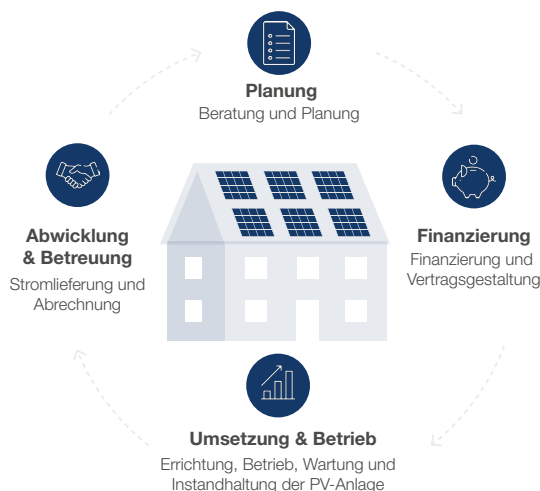 Planung
Beratung und Planung
Finanzierung
Finanzierung und
Vertragsgestaltung
Umsetzung & Betrieb
Errichtung, Betrieb, Wartung und
Instandhaltung der PV-Anlage
Abwicklung
& Betreuung
Stromlieferung und
Abrechnung